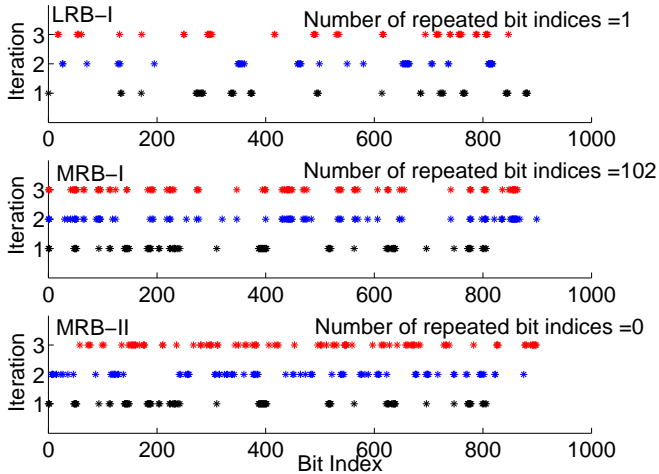 LRB-I
Number of repeated bit indices =1
Iteration
3
2
1
0 200 400 600 800 1000
MRB-I
Number of repeated bit indices =102
Iteration
3
2
1
0 200 400 600 800 1000
MRB-II
Number of repeated bit indices =0
Iteration
3
2
1
0 200 400 600 800 1000
Bit Index